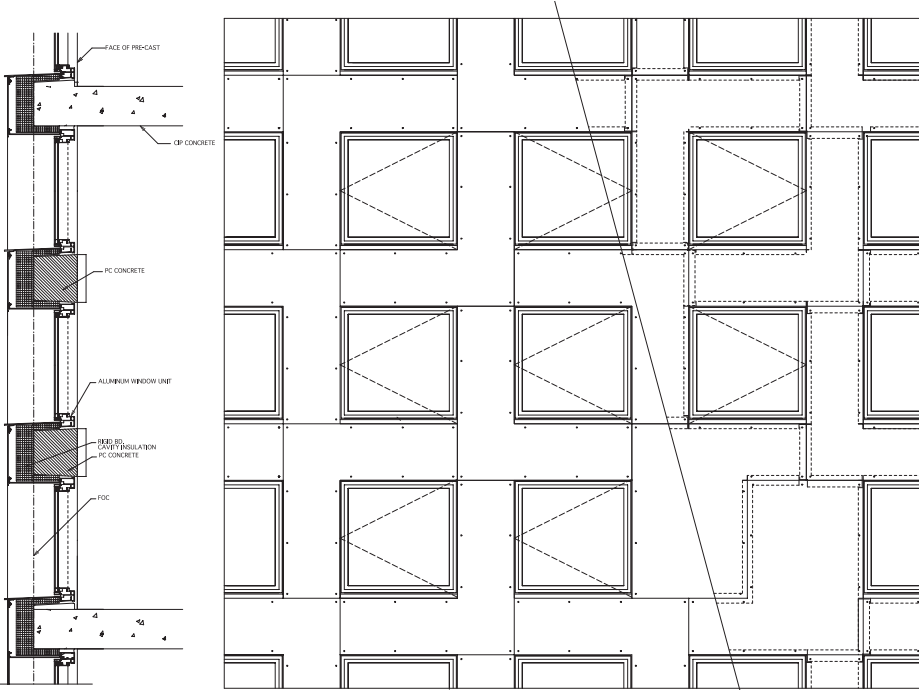 FACE OF PRE-CAST
CIP CONCRETE
PC CONCRETE
ALUMINUM WINDOW UNIT
RIGID BD.
CAVITY INSULATION
PC CONCRETE
FOC